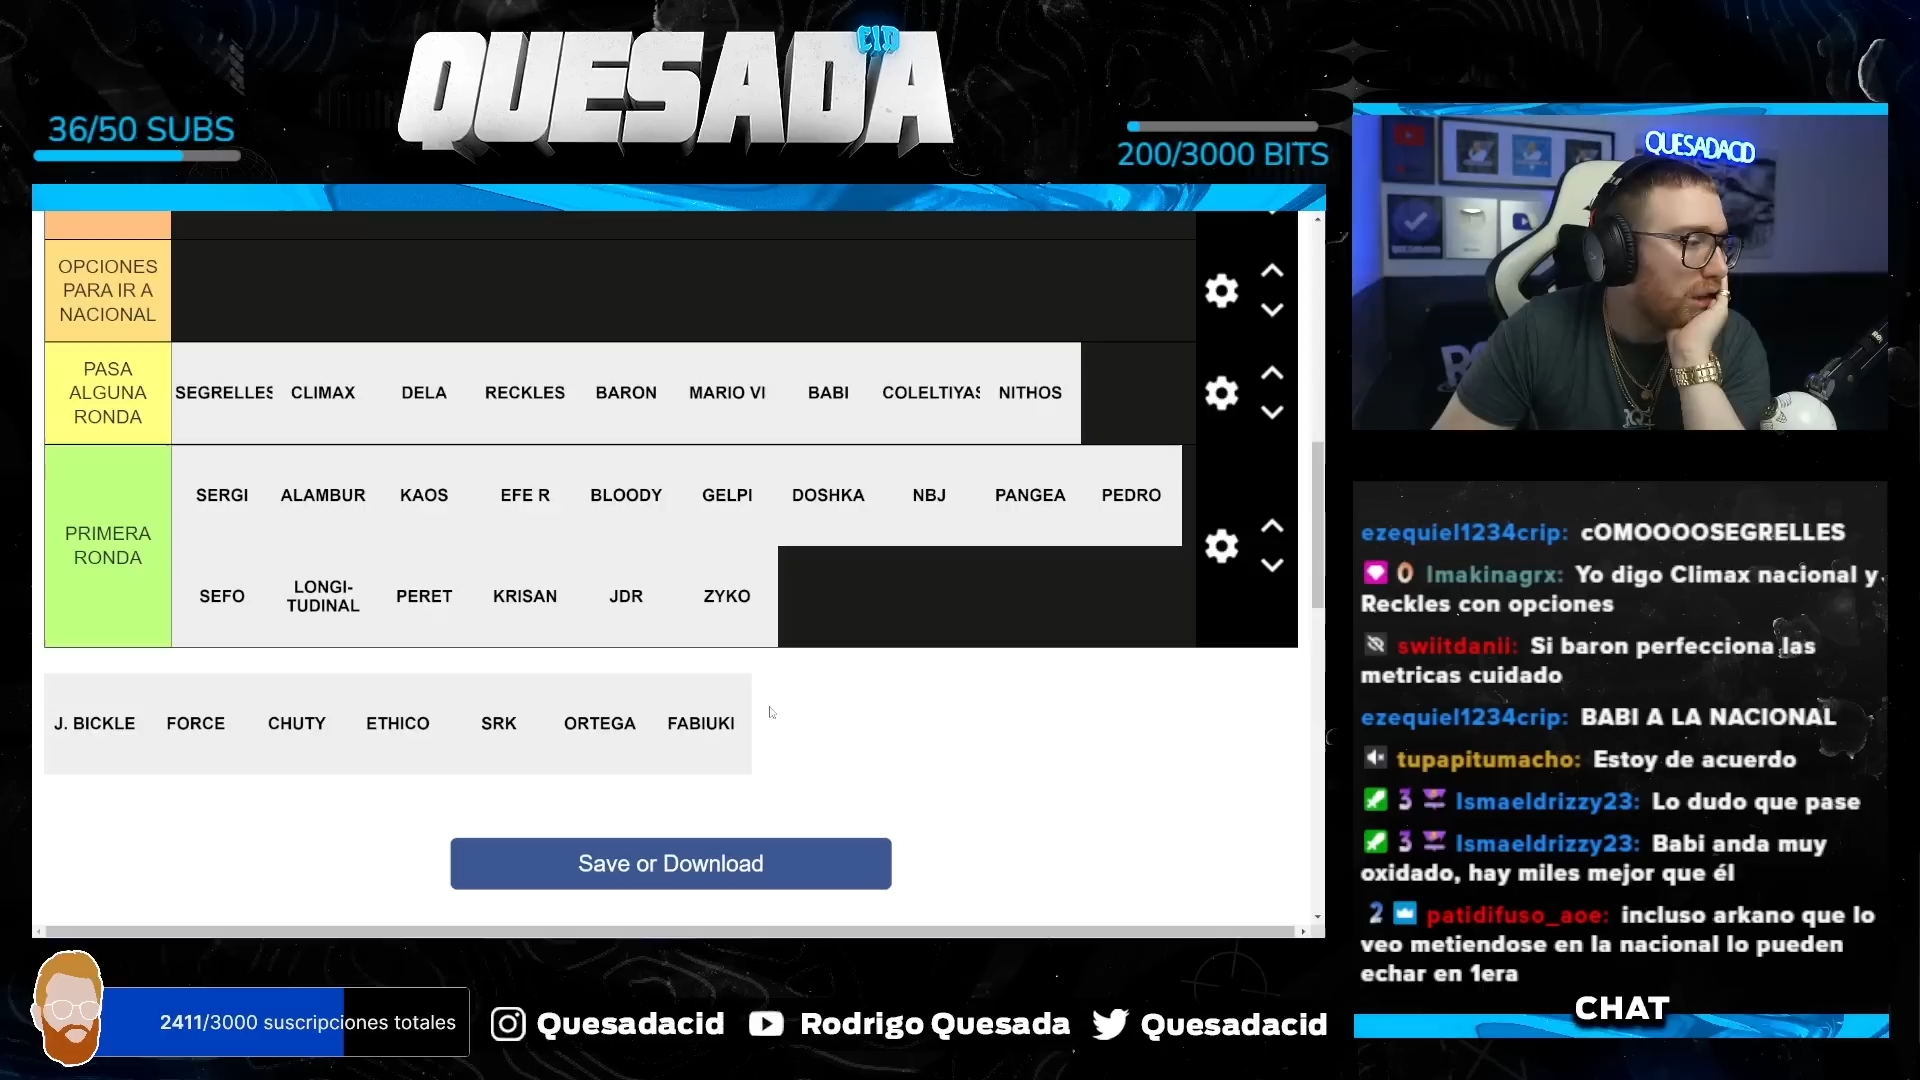 CID
QUESADA
36/50 SUBS
200/3000 BITS
QUESADACID
OPCIONES
PARA IR A
NACIONAL
PASA
ALGUNA
RONDA
SEGRELLES CLIMAX DELA RECKLES BARON MARIO VI BABI COLELTIYAS NITHOS
PRIMERA
RONDA
SERGI ALAMBUR KAOS EFE R BLOODY GELPI DOSHKA NBJ PANGEA PEDRO
SEFO LONGI-
TUDINAL PERET KRISAN JDR ZYKO
J. BICKLE FORCE CHUTY ETHICO SRK ORTEGA FABIUKI
Save or Download
ezequiel1234crip: cOMOOOOSEGRELLES
0 lmakinagrx: Yo digo Climax nacional y
Reckles con opciones
swiitdanii: Si baron perfecciona las
metricas cuidado
ezequiel1234crip: BABI A LA NACIONAL
tupapitumacho: Estoy de acuerdo
3 Ismaeldrizzy23: Lo dudo que pase
3 Ismaeldrizzy23: Babi anda muy
oxidado, hay miles mejor que él
2 patidifuso_aoe: incluso arkano que lo
veo metiendose en la nacional lo pueden
echar en 1era
CHAT
2411/3000 suscripciones totales
Quesadacid Rodrigo Quesada Quesadacid